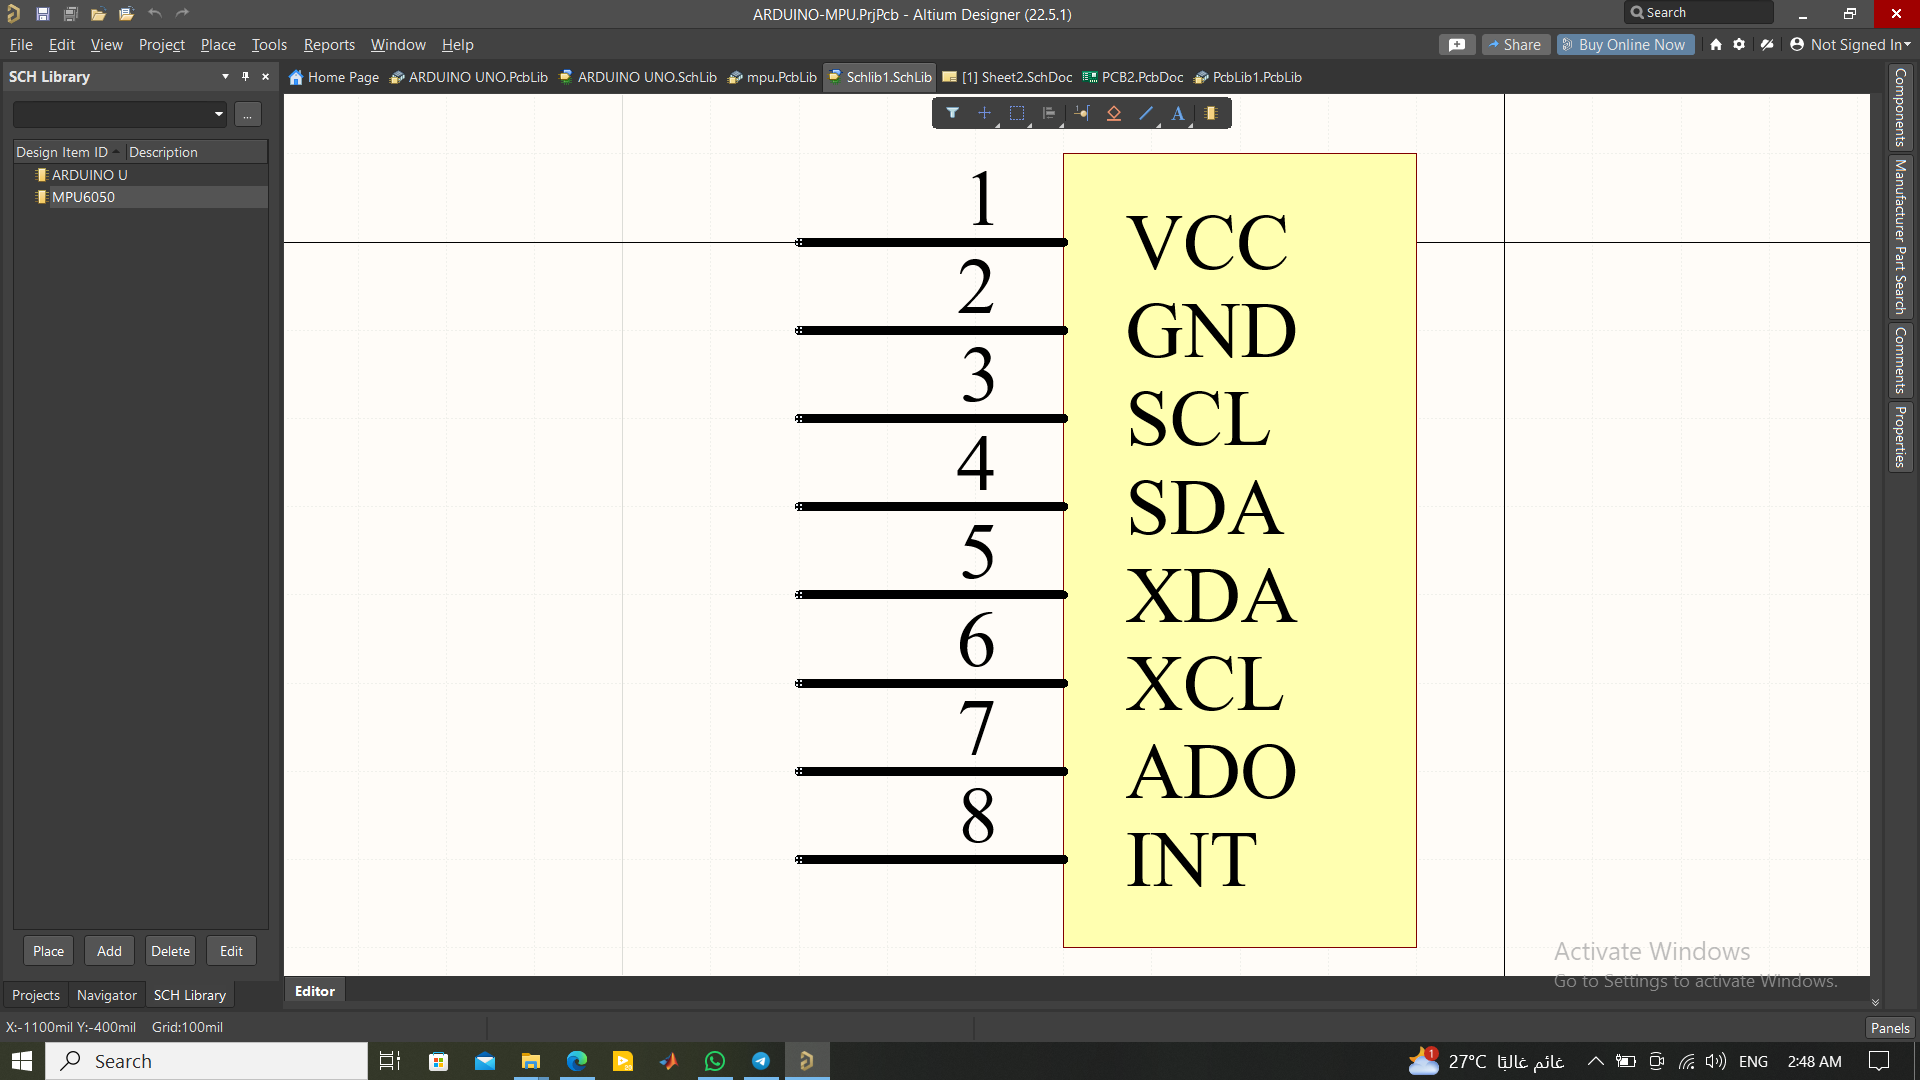 ARDUINO-MPU.PrjPcb - Altium Designer (22.5.1)
Search
File Edit View Project Place Tools Reports Window Help
Share
Buy Online Now
Not Signed In
SCH Library
Home Page
ARDUINO UNO.PcbLib
ARDUINO UNO.SchLib
mpu.PcbLib
Schlib1.SchLib
[1] Sheet2.SchDoc
PCB2.PcbDoc
PcbLib1.PcbLib
...
Design Item ID Description
ARDUINO U
MPU6050
A
1 VCC
2 GND
3 SCL
4 SDA
5 XDA
6 XCL
7 ADO
8 INT
Components
Manufacturer Part Search
Comments
Properties
Place Add Delete Edit
Activate Windows
Go to Settings to activate Windows.
Projects Navigator SCH Library
Editor
X:-1100mil Y:-400mil Grid:100mil
Panels
Search
1
27°C غائم غالبًا
ENG
2:48 AM